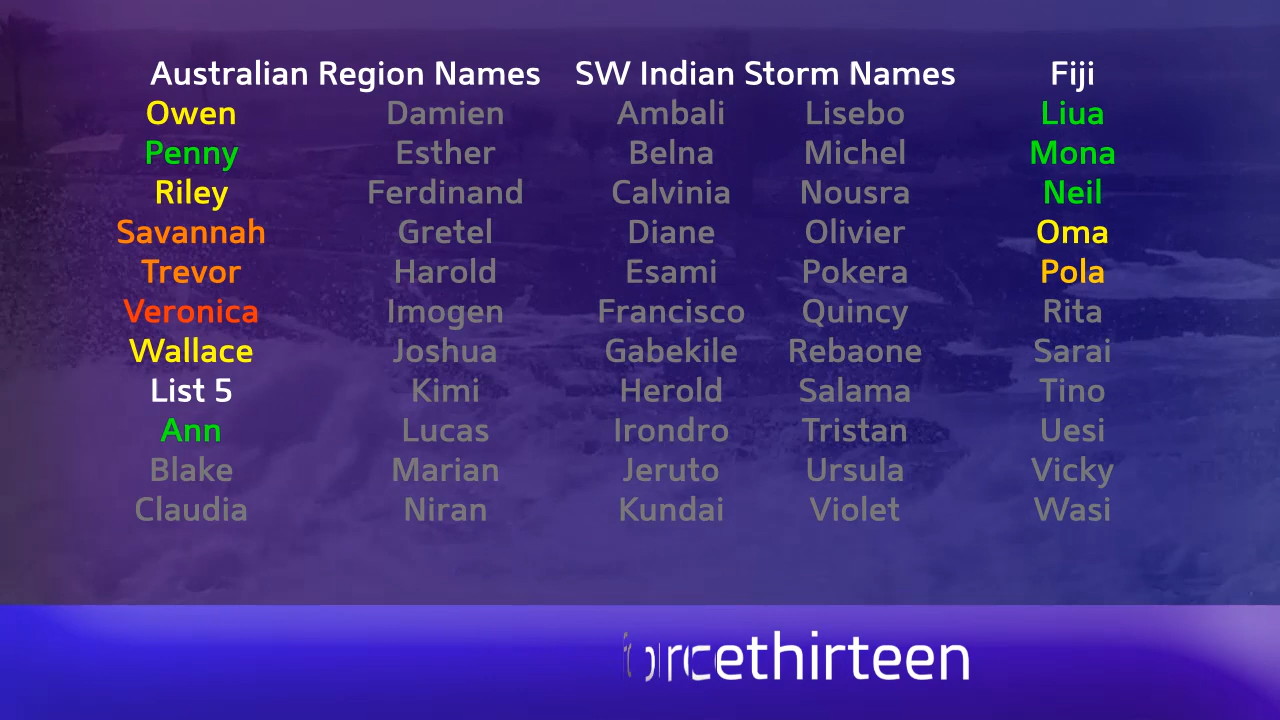 Australian Region Names SW Indian Storm Names Fiji
Owen Damien Ambali Lisebo Liua
Penny Esther Belna Michel Mona
Riley Ferdinand Calvinia Nousra Neil
Savannah Gretel Diane Olivier Oma
Trevor Harold Esami Pokera Pola
Veronica Imogen Francisco Quincy Rita
Wallace Joshua Gabekile Rebaone Sarai
List 5 Kimi Herold Salama Tino
Ann Lucas Irondro Tristan Uesi
Blake Marian Jeruto Ursula Vicky
Claudia Niran Kundai Violet Wasi
forcethirteen